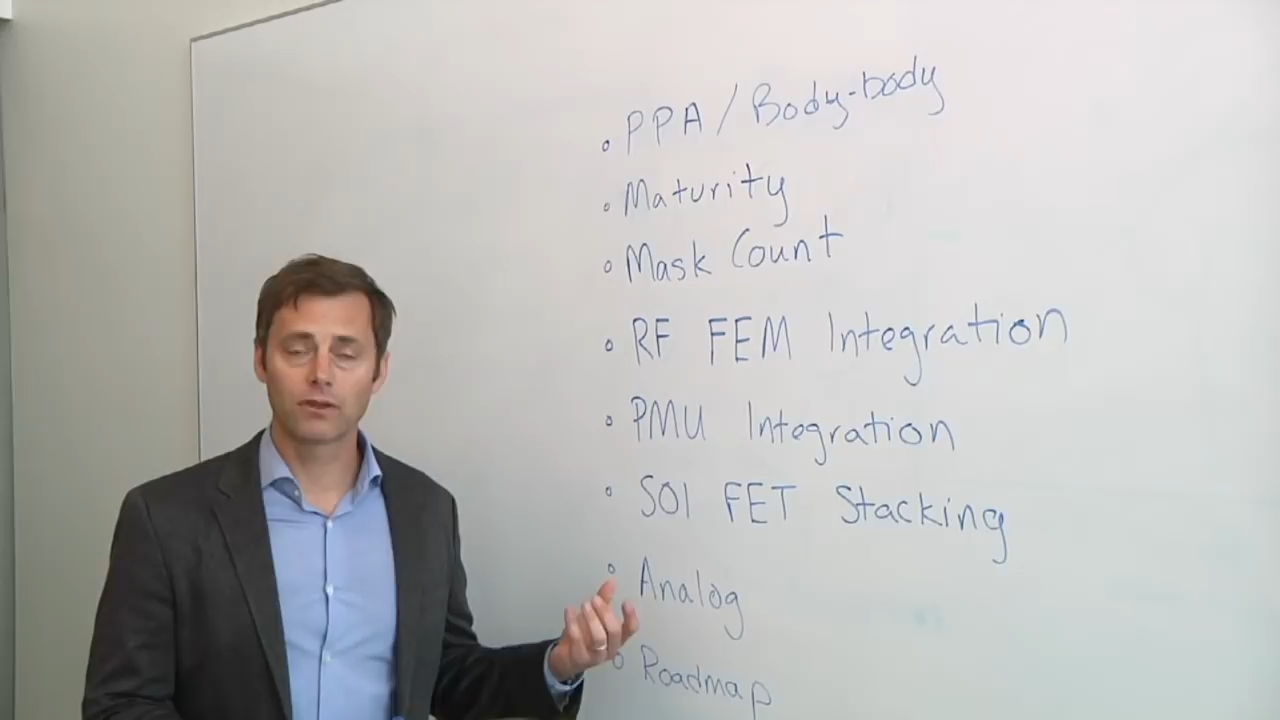 PPA / Body-body
Maturity
Mask Count
RF FEM Integration
PMU Integration
SOI FET Stacking
Analog
Roadmap